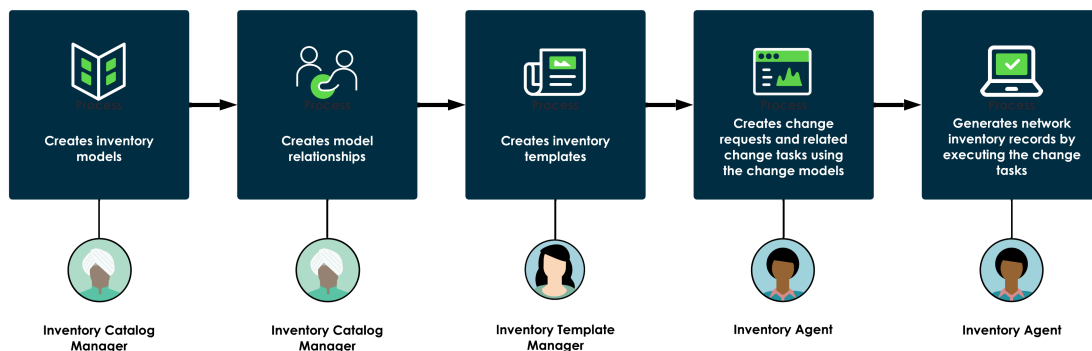 Process
Creates inventory
models
Process
Creates model
relationships
Process
Creates inventory
templates
Process
Creates change
requests and related
change tasks using
the change models
Process
Generates network
inventory records by
executing the change
tasks
Inventory Catalog
Manager
Inventory Catalog
Manager
Inventory Template
Manager
Inventory Agent
Inventory Agent